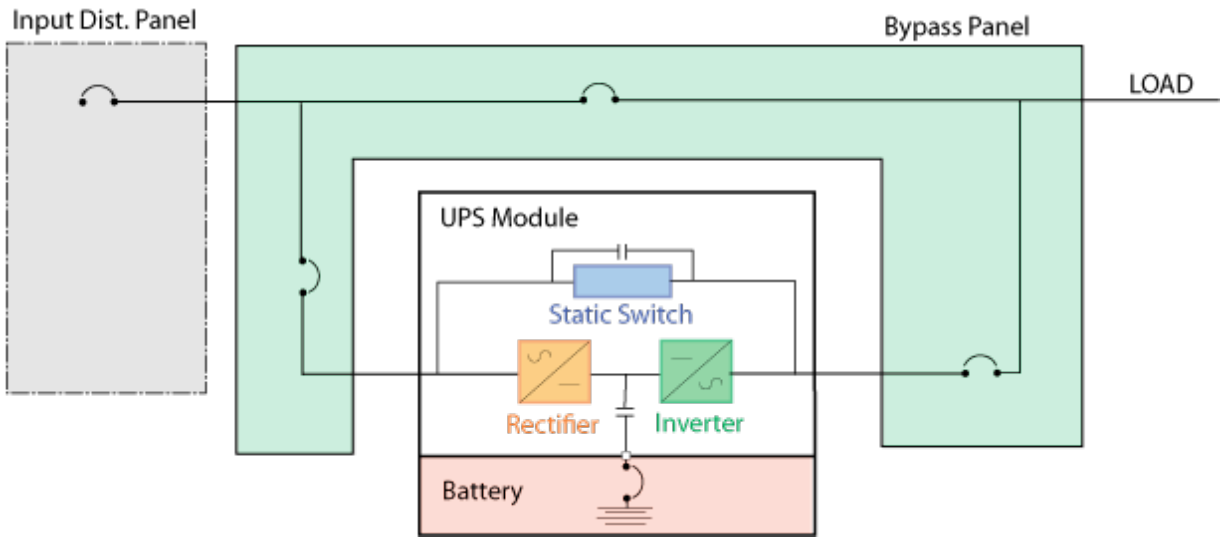 Input Dist. Panel
Bypass Panel
LOAD
UPS Module
Static Switch
Rectifier
Inverter
Battery